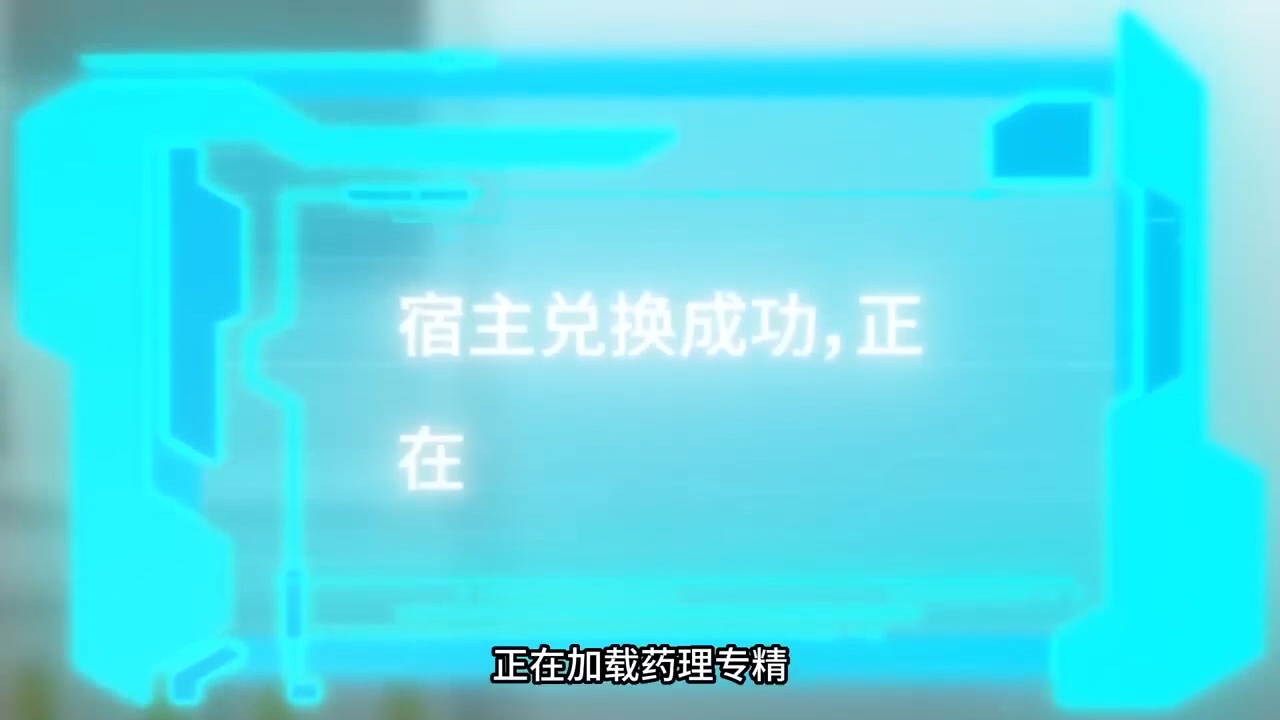 宿主兑换成功，正
在
正在加载药理专精